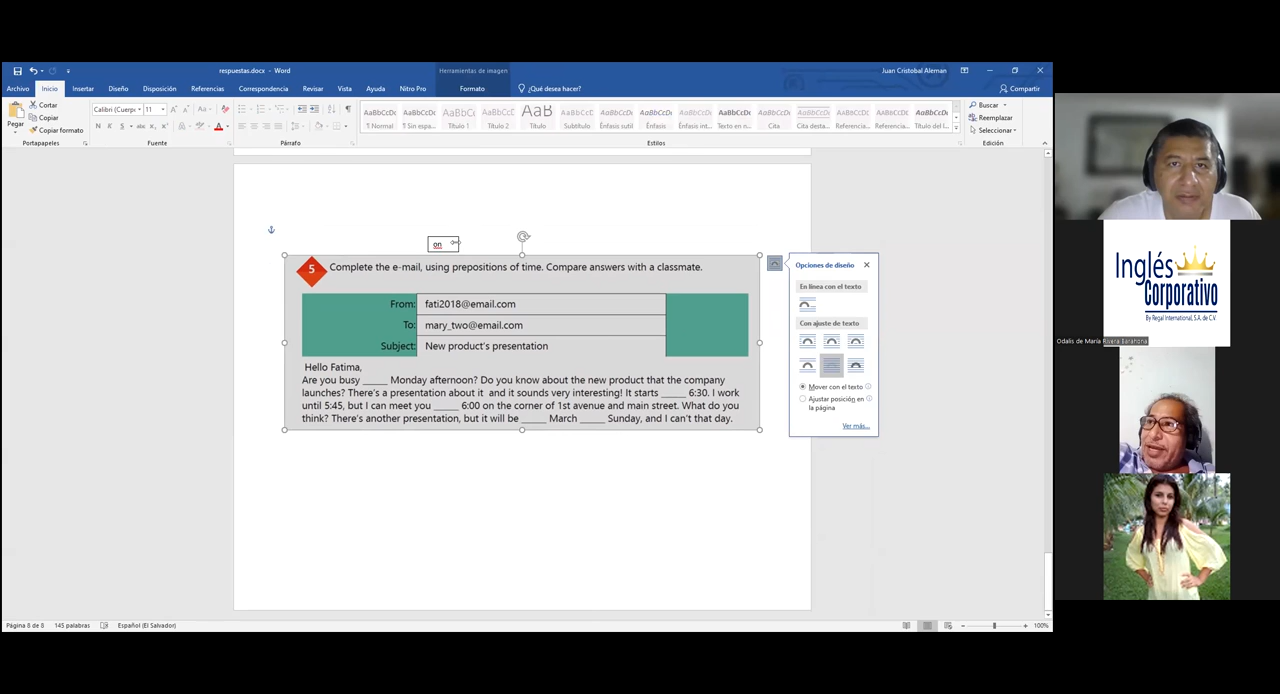 respuestas.docx - Word
Herramientas de imagen
Juan Cristobal Aleman
Archivo Inicio Insertar Diseño Disposición Referencias Correspondencia Revisar Vista Ayuda Nitro Pro Formato ¿Qué desea hacer? Compartir
Pegar
Cortar
Copiar
Copiar formato
Calibri (Cuerpo 11
Portapapeles Fuente Párrafo Estilos Edición
¶ Normal ¶ Sin espa... Título 1 Título 2 Título Subtítulo Énfasis sutil Énfasis Énfasis int... Texto en n... Cita Cita desta... Referencia... Referencia... Título del l...
Buscar
Reemplazar
Seleccionar
on
5 Complete the e-mail, using prepositions of time. Compare answers with a classmate.
From: fati2018@email.com
To: mary_two@email.com
Subject: New product's presentation
Hello Fatima,
Are you busy _____ Monday afternoon? Do you know about the new product that the company
launches? There's a presentation about it and it sounds very interesting! It starts _____ 6:30. I work
until 5:45, but I can meet you _____ 6:00 on the corner of 1st avenue and main street. What do you
think? There's another presentation, but it will be _____ March _____ Sunday, and I can't that day.
Opciones de diseño
En línea con el texto
Con ajuste de texto
Mover con el texto
Ajustar posición en
la página
Ver más...
Página 8 de 8 145 palabras Español (El Salvador) 100%
Inglés
Corporativo
By Regal International, S.A. de C.V.
Odalis de María Rivera Barahona